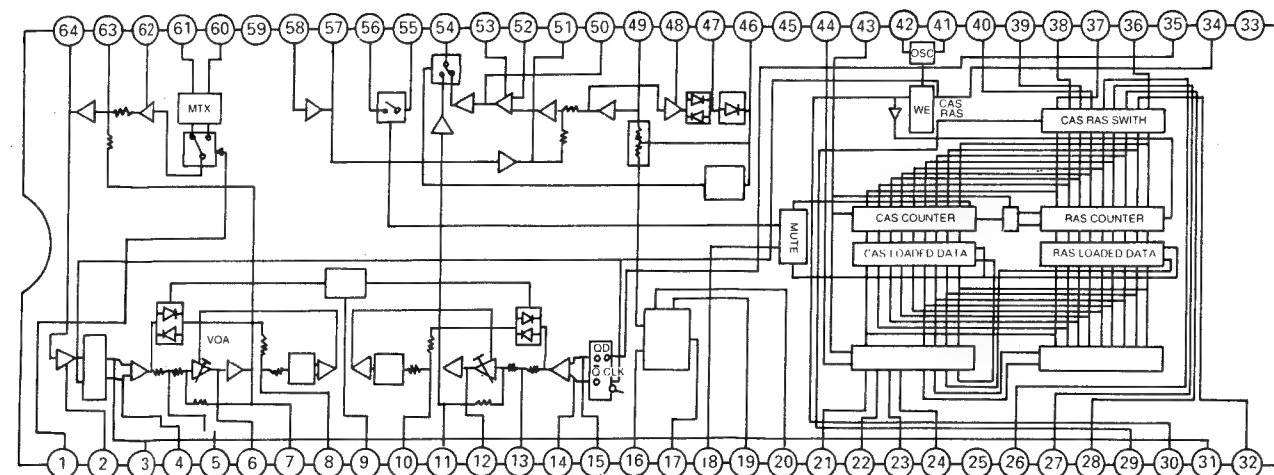 64 63 62 61 60 59 58 57 56 55 54 53 52 51 50 49 48 47 46 45 44 43 42 41 40 39 38 37 36 35 34 33
OSC
MTX
WE
CAS
RAS
CAS RAS SWITH
MUTE
CAS COUNTER
RAS COUNTER
CAS LOADED DATA
RAS LOADED DATA
VOA
QD
Q CLK
1 2 3 4 5 6 7 8 9 10 11 12 13 14 15 16 17 18 19 20 21 22 23 24 25 26 27 28 29 30 31 32